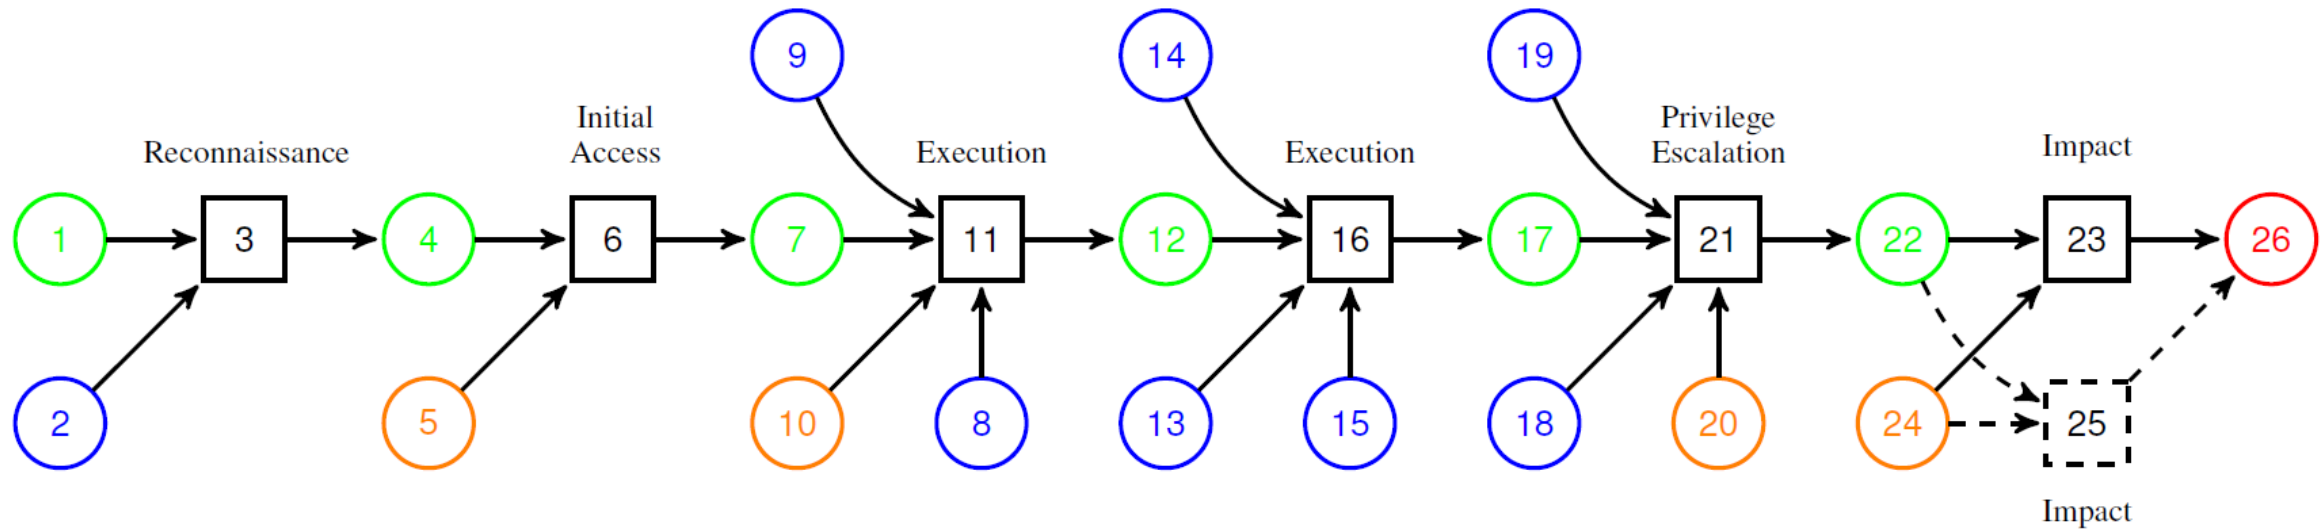 9
14
19
Initial
Access
Privilege
Escalation
Reconnaissance
Execution
Execution
Impact
1
3
4
6
7
11
12
16
17
21
22
23
26
2
5
10
8
13
15
18
20
24
25
Impact